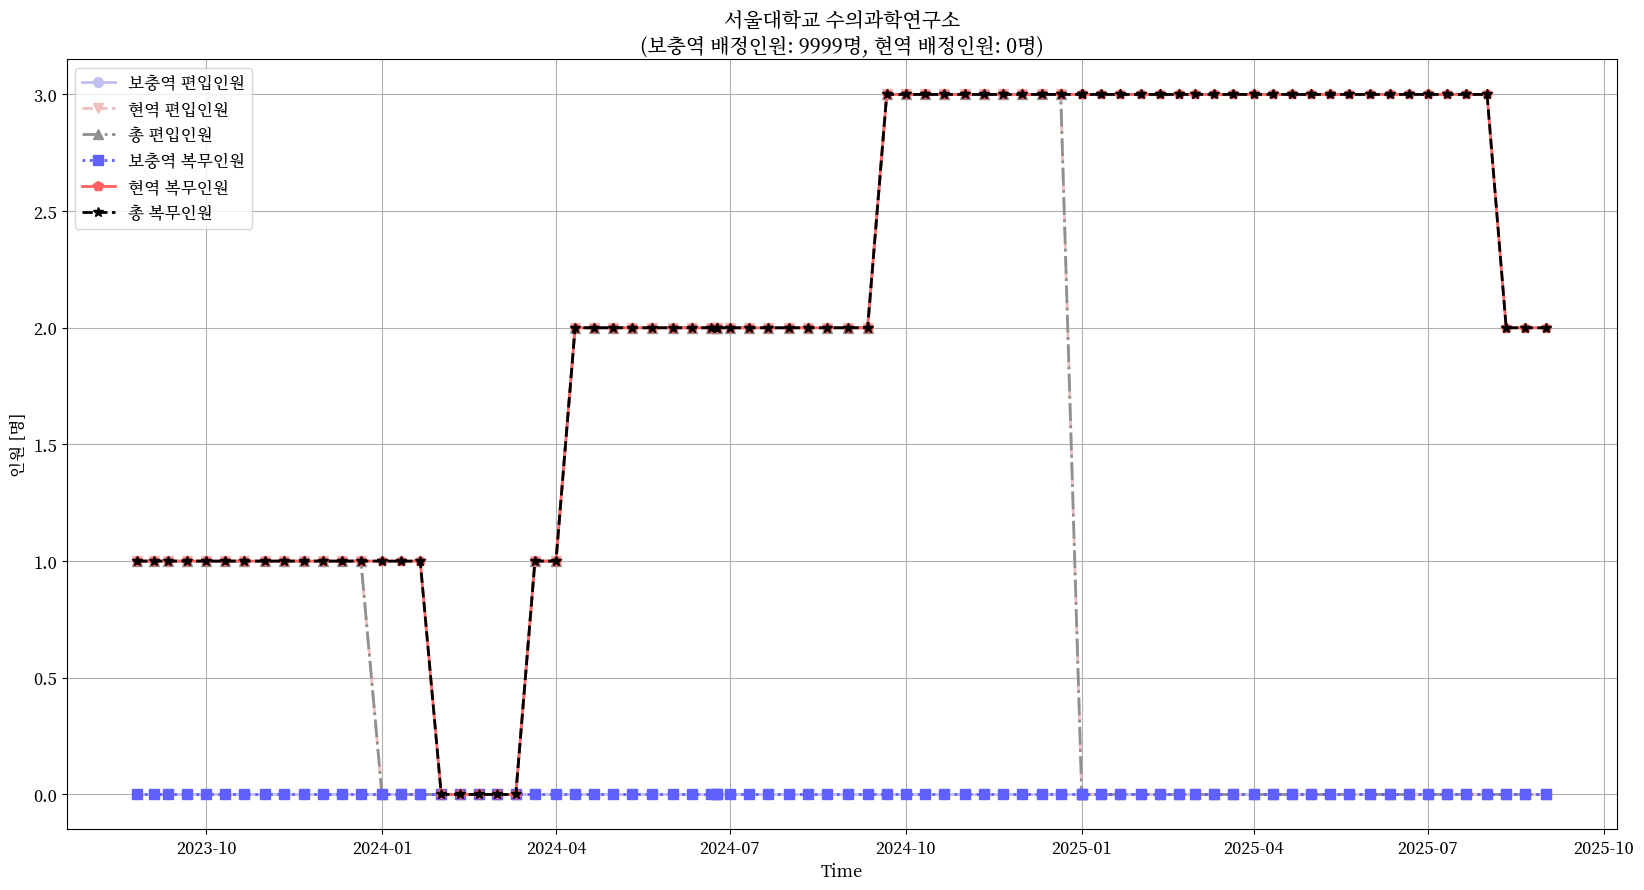 서울대학교 수의과학연구소
(보충역 배정인원: 9999명, 현역 배정인원: 0명)
보충역 편입인원
현역 편입인원
총 편입인원
보충역 복무인원
현역 복무인원
총 복무인원
3.0
2.5
2.0
1.5
1.0
0.5
0.0
인원 [명]
2023-10
2024-01
2024-04
2024-07
2024-10
2025-01
2025-04
2025-07
2025-10
Time